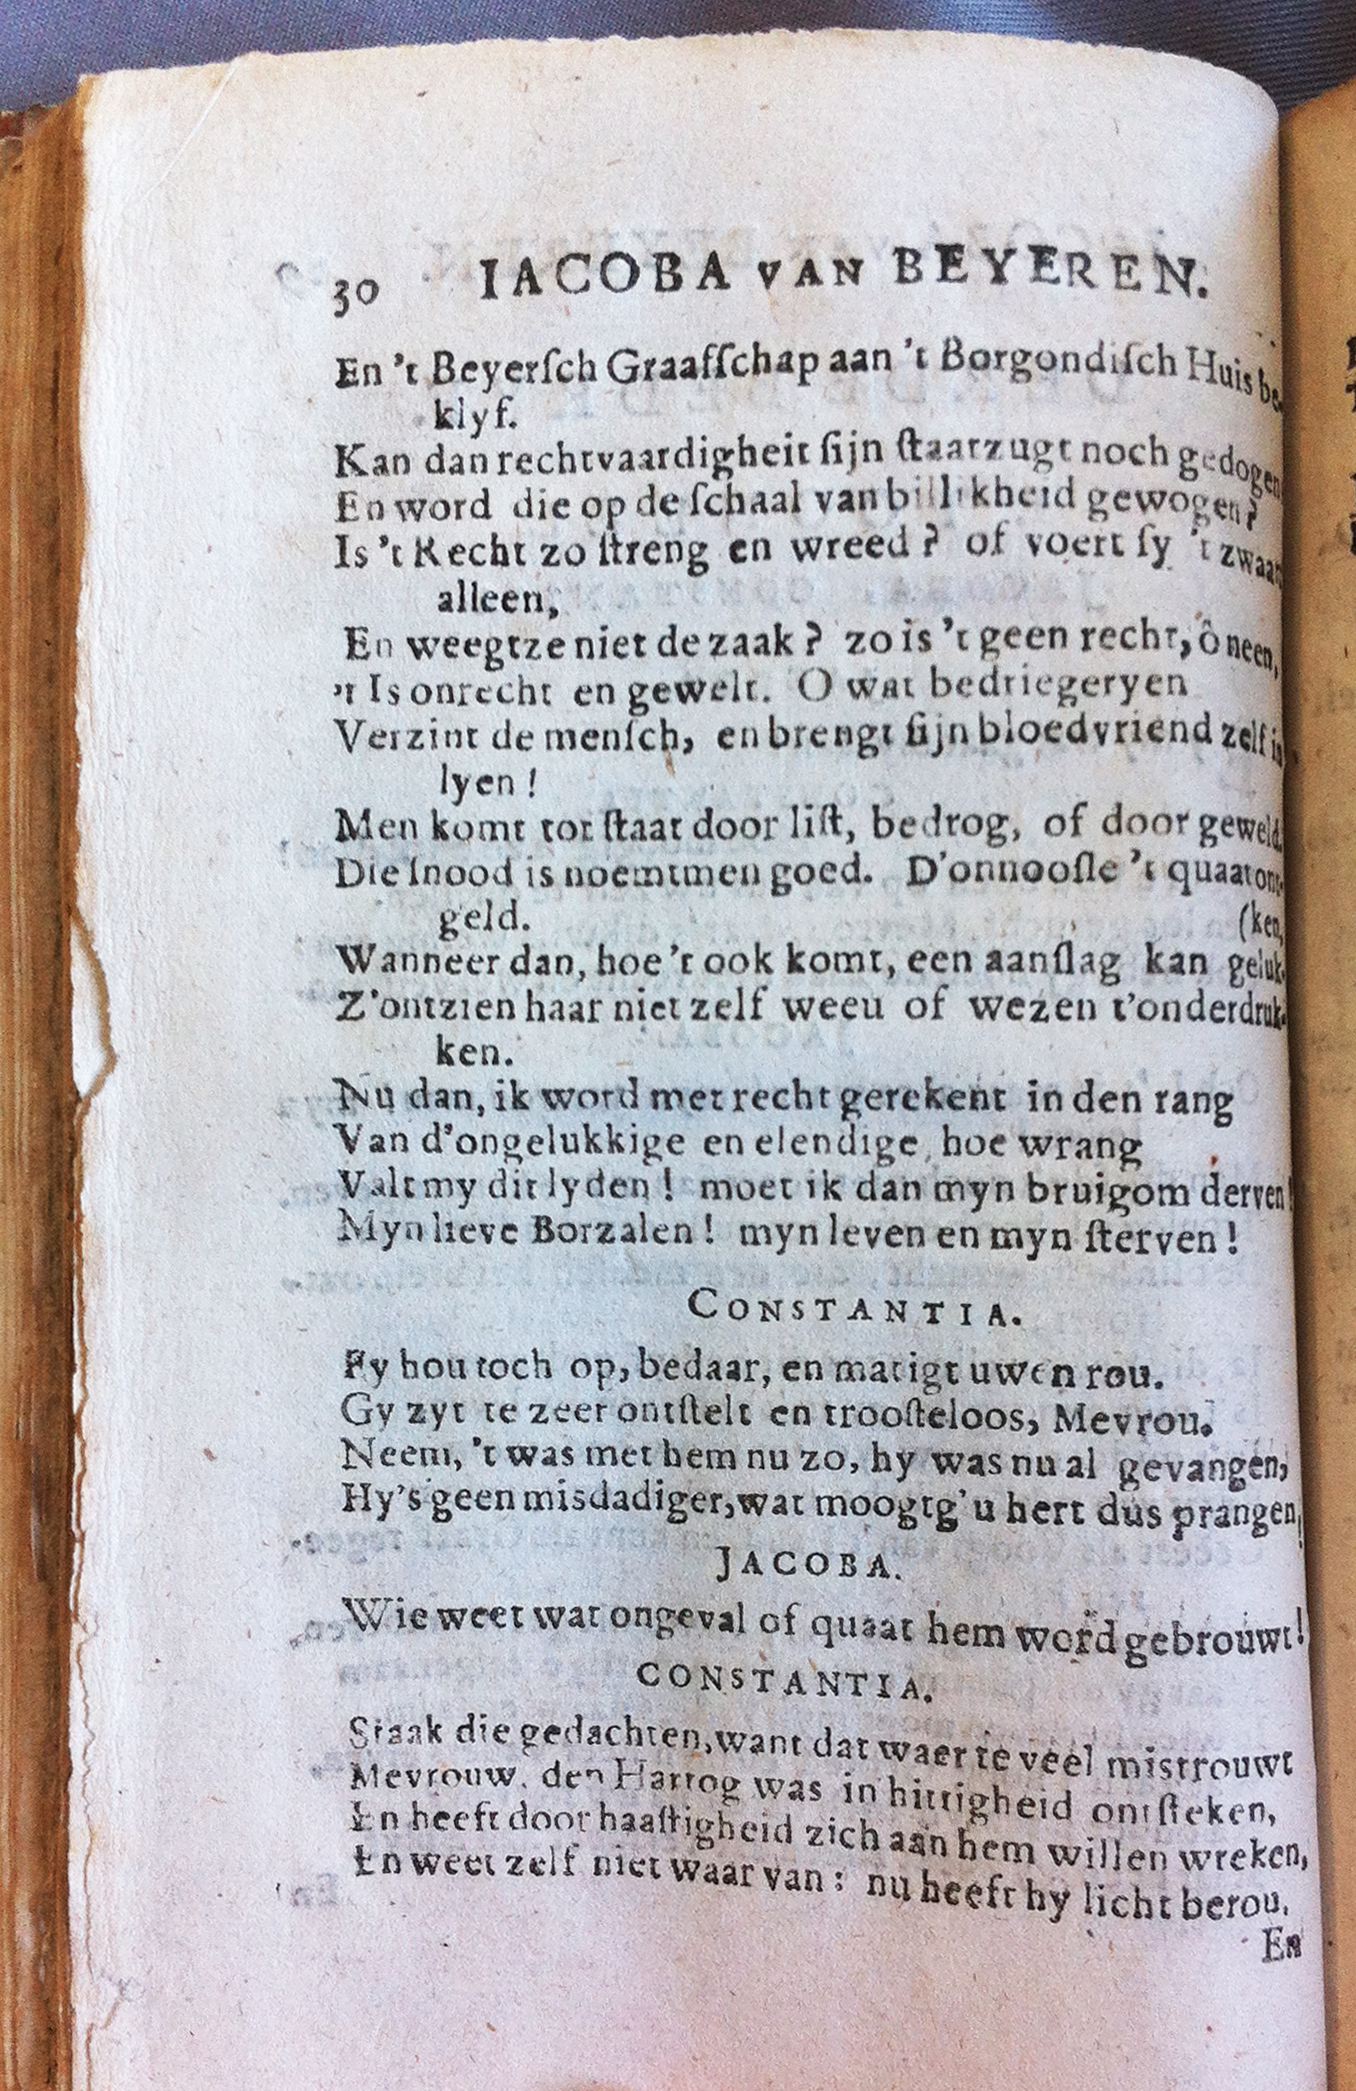 30 IACOBA VAN BEYEREN.
En 't Beyerſch Graafſchap aan 't Borgondiſch Huis be-
klyf.
Kan dan rechtvaardigheit ſijn ſtaatzugt noch gedogen
En word die op de ſchaal van billikheid gewogen?
Is 't Recht zo ſtreng en wreed? of voert ſy 't zwaard
alleen,
En weegtze niet de zaak? zo is 't geen recht, ô neen,
't Is onrecht en gewelt. O wat bedriegeryen
Verzint de menſch, en brengt ſijn bloedvriend zelf in
lyen!
Men komt tot ſtaat door liſt, bedrog, of door geweld.
Die ſnood is noemtmen goed. D'onnooſle 't quaat ont-
geld. (ken,
Wanneer dan, hoe 't ook komt, een aanſlag kan geluk-
Z'ontzien haar niet zelf weeu of wezen t'onderdruk-
ken.
Nu dan, ik word met recht gerekent in den rang
Van d'ongelukkige en elendige, hoe wrang
Valt my dit lyden! moet ik dan myn bruigom derven!
Myn lieve Borzalen! myn leven en myn ſterven!
CONSTANTIA.
Ey hou toch op, bedaar, en matigt uwen rou.
Gy zyt te zeer ontſtelt en trooſteloos, Mevrou.
Neem, 't was met hem nu zo, hy was nu al gevangen,
Hy's geen misdadiger, wat moogtg'u hert dus prangen!
JACOBA.
Wie weet wat ongeval of quaat hem word gebrouwt!
CONSTANTIA.
Staak die gedachten, want dat waer te veel mistrouwt
Mevrouw. den Hartog was in hittigheid ontſteken,
En heeft door haaſtigheid zich aan hem willen wreken,
En weet zelf niet waar van: nu heeft hy licht berou.
En